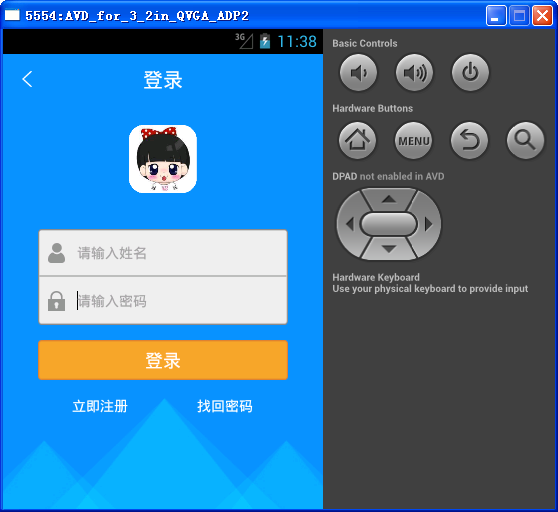 5554:AVD_for_3_2in_QVGA_ADP2
3G 11:38
登录
请输入姓名
请输入密码
登录
立即注册 找回密码
Basic Controls
Hardware Buttons
MENU
DPAD not enabled in AVD
Hardware Keyboard
Use your physical keyboard to provide input